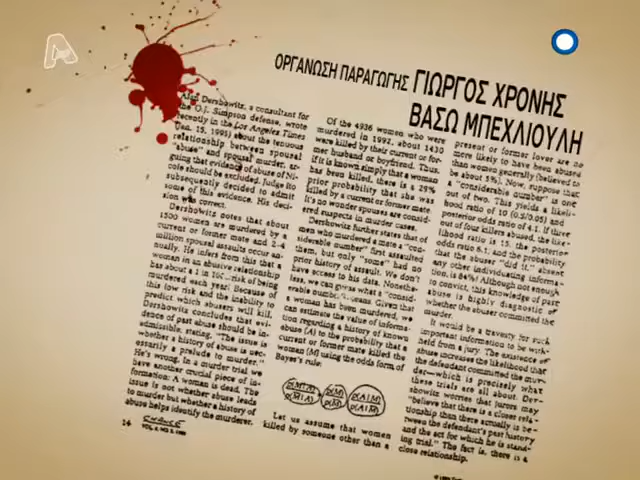 ΟΡΓΑΝΩΣΗ ΠΑΡΑΓΩΓΗΣ ΓΙΩΡΓΟΣ ΧΡΟΝΗΣ
ΒΑΣΩ ΜΠΕΧΛΙΟΥΛΗ
Alan Dershowitz, a consultant for
the O.J. Simpson defense, wrote
recently in the Los Angeles Times
(Jan. 15, 1995) about the tenuous
relationship between spousal
"abuse" and spousal murder, ar-
guing that evidence of abuse of Ni-
cole should be excluded. Judge Ito
subsequently decided to admit
some of this evidence. His deci-
sion was correct.
Dershowitz notes that about
1500 women are murdered by a
current or former mate and 2-4
million spousal assaults occur an-
nually. He infers from this that a
woman in an abusive relationship
has about a 1 in risk of being
murdered each year. Because of
this low risk and the inability to
predict which abusers will kill,
Dershowitz concludes that evi-
dence of past abuse should be in-
admissible, stating, "The issue is
whether a history of abuse is nec-
essarily a prelude to murder."
He's wrong. In a murder trial we
have another crucial piece of in-
formation: A woman is dead. The
issue is not whether abuse leads
to murder but whether a history of
abuse helps identify the murderer.
14
VOL. 8, NO. 2, 1995
Of the 4936 women who were
murdered in 1992, about 1430
were killed by their current or for-
mer husband or boyfriend. Thus,
if it is known simply that a woman
has been killed, there is a 29%
prior probability that she was
killed by a current or former mate.
It's no wonder spouses are consid-
ered suspects in murder cases.
Dershowitz further states that of
men who murdered a mate a "con-
siderable number" first assaulted
them, but only "some" had no
prior history of assault. We don't
have access to his data. Nonethe-
less, we can guess what a "consid-
erable number" means. Given that
a woman has been murdered, we
can estimate the value of informa-
tion regarding a history of known
abuse (A) to the probability that a
current or former mate killed the
woman (M) using the odds form of
Bayes's rule:
p(M|A) p(M) p(A|M)
p(M̄|A) p(M̄) p(A|M̄)
Let us assume that women
killed by someone other than a
present or former lover are no
more likely to have been abused
than women generally (believed to
be about 5%). Now, suppose that
a "considerable number" is one
out of two. This yields a likeli-
hood ratio of 10 (0.5/0.05) and
posterior odds ratio of 4.1. If three
out of four killers abused, the like-
lihood ratio is 15, the posterior
odds ratio 6.1, and the probability
that the abuser "did it," absent
any other individuating informa-
tion, is 84%! Although not enough
to convict, this knowledge of past
abuse is highly diagnostic of
whether the abuser committed the
murder.
It would be a travesty for such
important information to be with-
held from a jury. The existence of
abuse increases the likelihood that
the defendant committed the mur-
der—which is precisely what
these trials are all about. Der-
showitz worries that jurors may
"believe that there is a closer rela-
tionship than there actually is be-
tween the defendant's past history
and the act for which he is stand-
ing trial." The fact is, there is a
close relationship.